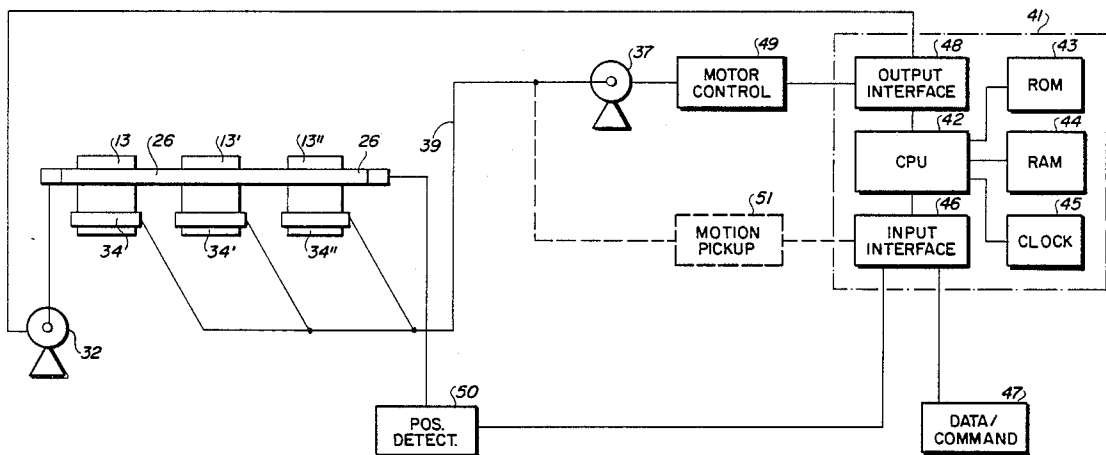 41
37
49
48
43
MOTOR
CONTROL
OUTPUT
INTERFACE
ROM
42
44
CPU
RAM
13
26
13'
13"
26
39
51
46
45
MOTION
PICKUP
INPUT
INTERFACE
CLOCK
34
34'
34"
32
50
POS.
DETECT.
47
DATA/
COMMAND